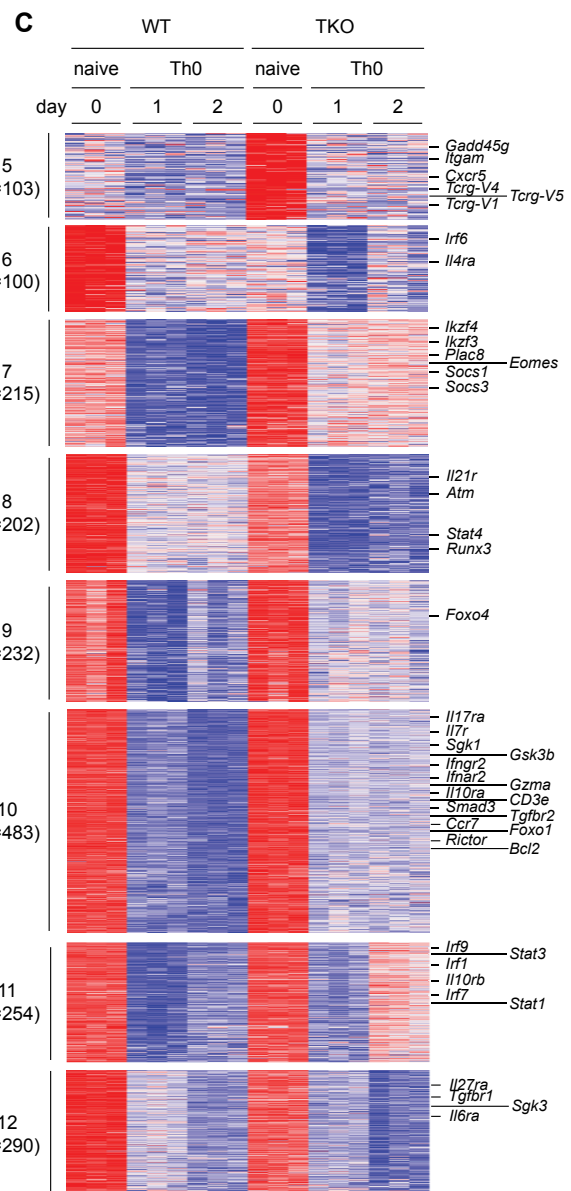 C
WT TKO
naive Th0 naive Th0
day 0 1 2 0 1 2
5
=103)
Gadd45g
Itgam
Cxcr5
Tcrg-V4
Tcrg-V5
Tcrg-V1
6
=100)
Irf6
Il4ra
7
=215)
Ikzf4
Ikzf3
Plac8
Eomes
Socs1
Socs3
8
=202)
Il21r
Atm
Stat4
Runx3
9
=232)
Foxo4
10
=483)
Il17ra
Il7r
Sgk1
Gsk3b
Ifngr2
Ifnar2
Gzma
Il10ra
CD3e
Smad3
Tgfbr2
Ccr7
Foxo1
Rictor
Bcl2
11
=254)
Irf9
Stat3
Irf1
Il10rb
Irf7
Stat1
12
=290)
Il27ra
Tgfbr1
Sgk3
Il6ra